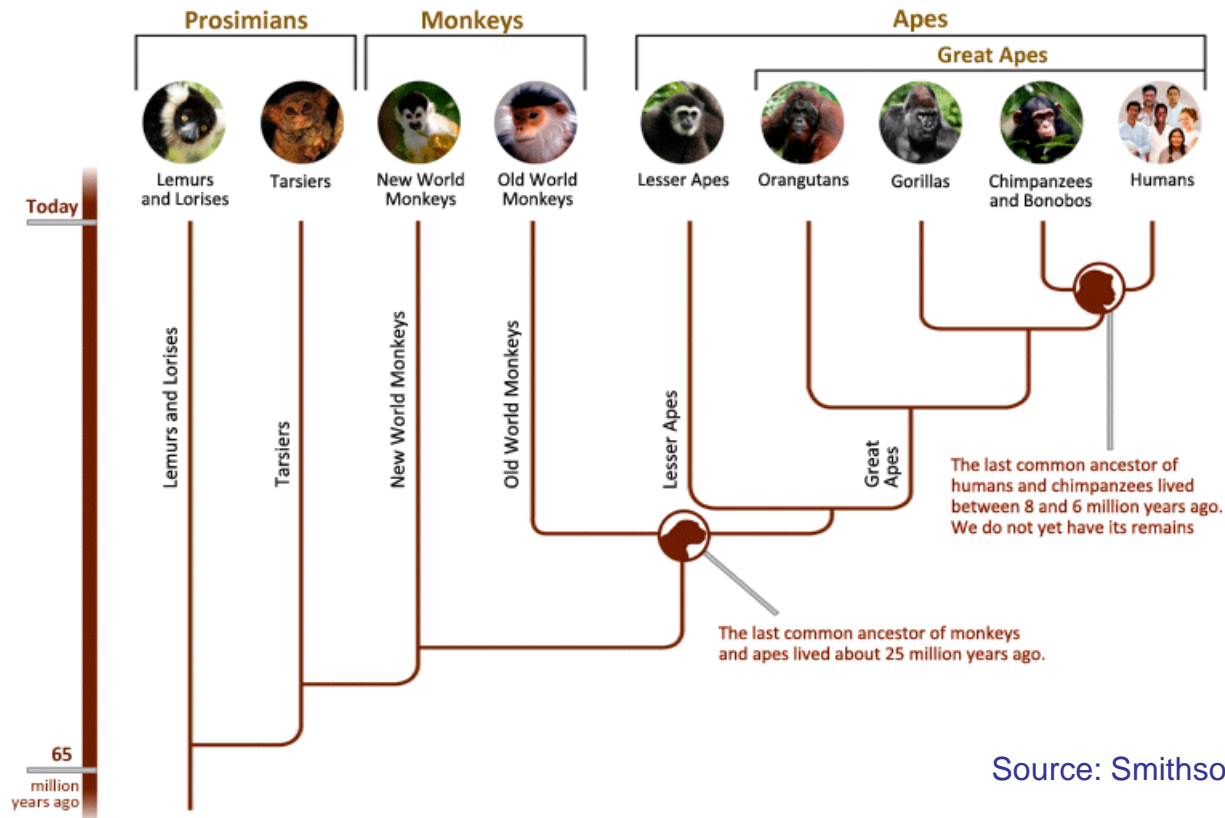 Prosimians
Monkeys
Apes
Great Apes
Lemurs
and Lorises
Tarsiers
New World
Monkeys
Old World
Monkeys
Lesser Apes
Orangutans
Gorillas
Chimpanzees
and Bonobos
Humans
Today
Lemurs and Lorises
Tarsiers
New World Monkeys
Old World Monkeys
Lesser Apes
Great
Apes
The last common ancestor of
humans and chimpanzees lived
between 8 and 6 million years ago.
We do not yet have its remains
The last common ancestor of monkeys
and apes lived about 25 million years ago.
65
million
years ago
Source: Smithso